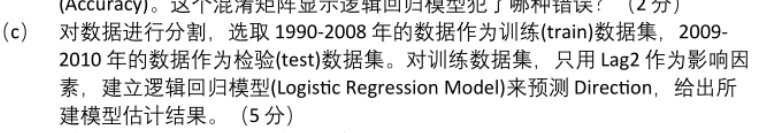 (Accuracy)。这个混淆矩阵显示逻辑回归模型犯了哪种错误？（2 分）
(c) 对数据进行分割，选取 1990-2008 年的数据作为训练(train)数据集，2009-
2010 年的数据作为检验(test)数据集。对训练数据集，只用 Lag2 作为影响因
素，建立逻辑回归模型(Logistic Regression Model)来预测 Direction，给出所
建模型估计结果。（5 分）